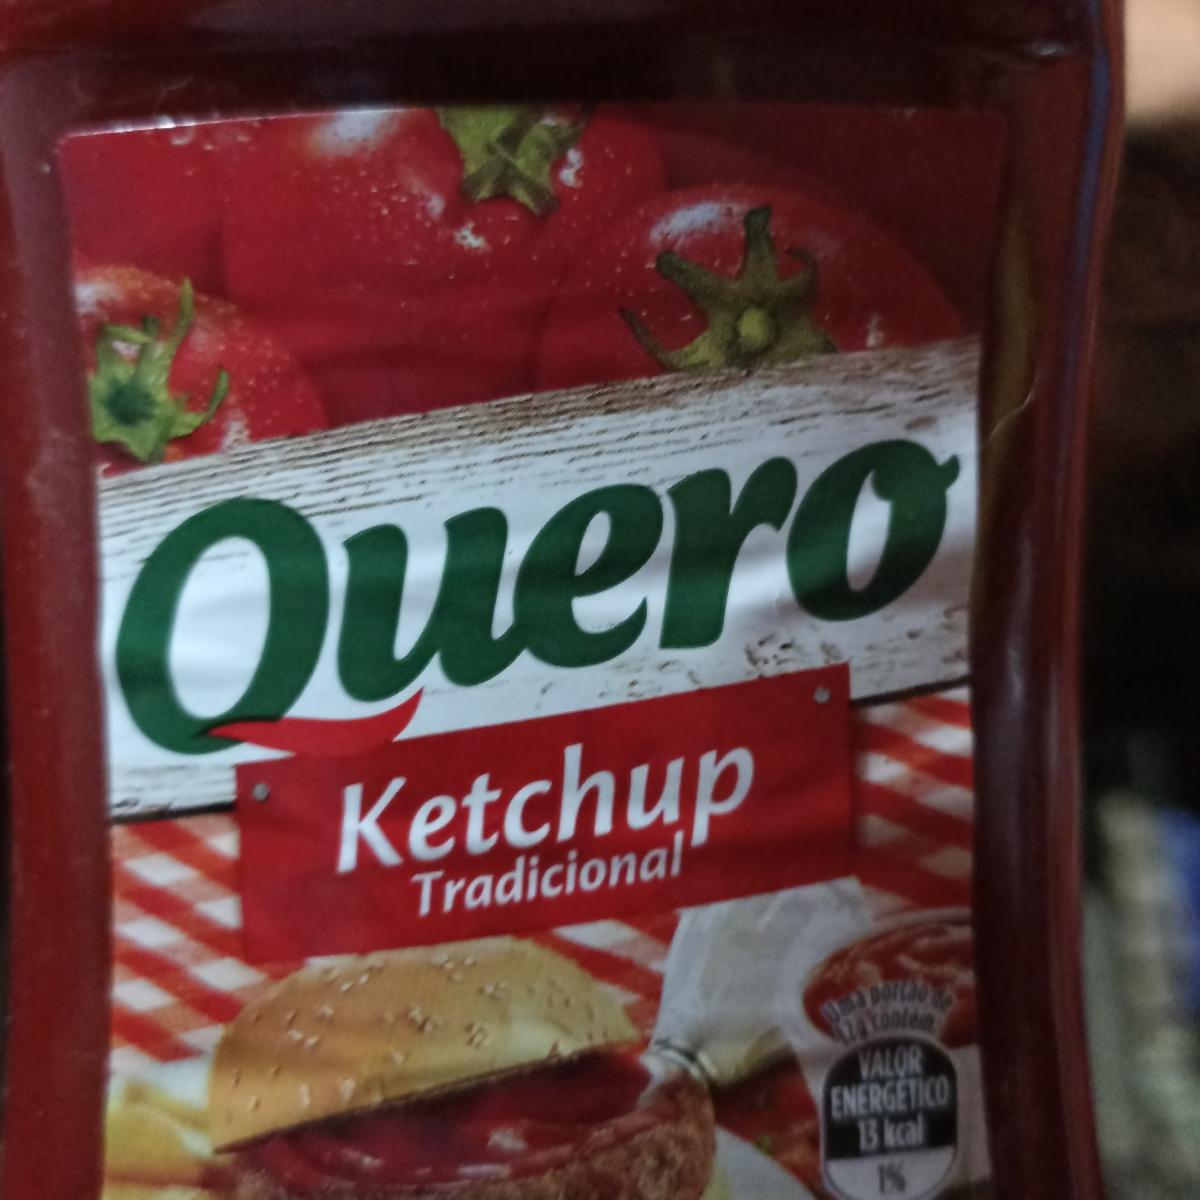 Quero
Ketchup
Tradicional
Uma porção de
12 g contém:
VALOR
ENERGÉTICO
13 kcal
1%